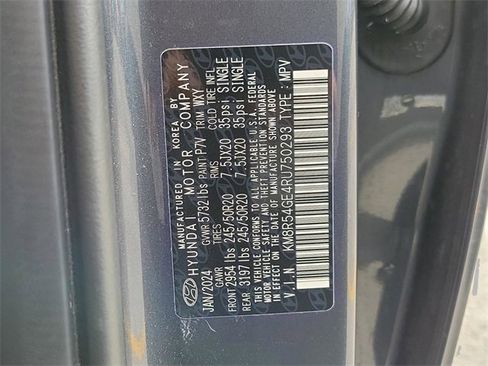 MANUFACTURED IN KOREA BY
HYUNDAI MOTOR COMPANY
JAN/2024 GVWR 5732 lbs PAINT P7V TRIM WXY
GAWR TIRES RIMS COLD TIRE INFL
FRONT 2954 lbs 245/50R20 7.5JX20 35psi SINGLE
REAR 3197 lbs 245/50R20 7.5JX20 35psi SINGLE
THIS VEHICLE CONFORMS TO ALL APPLICABLE U.S.A. FEDERAL
MOTOR VEHICLE SAFETY, BUMPER, AND THEFT PREVENTION STANDARDS
IN EFFECT ON THE DATE OF MANUFACTURE SHOWN ABOVE
V.I.N : KM8R54GE4RU750293 TYPE : MPV